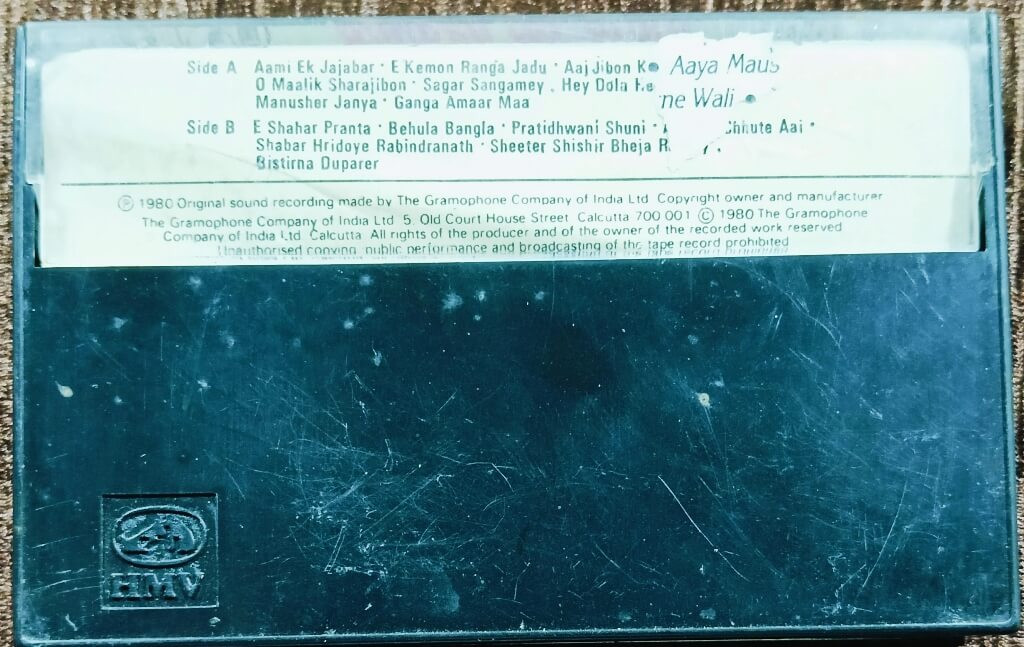 Side A Aami Ek Jajabar · E Kemon Ranga Jadu · Aaj Jibon K Aaya Maus
O Maalik Sharajibon · Sagar Sangamey . Hey Dola He
ne Wali
Manusher Janya · Ganga Amaar Maa
Side B E Shahar Pranta · Behula Bangla · Pratidhwani Shuni · Chhute Aai ·
Shabar Hridoye Rabindranath · Sheeter Shishir Bheja R
Bistirna Duparer
℗ 1980 Original sound recording made by The Gramophone Company of India Ltd Copyright owner and manufacturer
The Gramophone Company of India Ltd 5, Old Court House Street Calcutta 700 001 © 1980 The Gramophone
Company of India Ltd Calcutta All rights of the producer and of the owner of the recorded work reserved
Unauthorised copying, public performance and broadcasting of the tape record prohibited
HMV